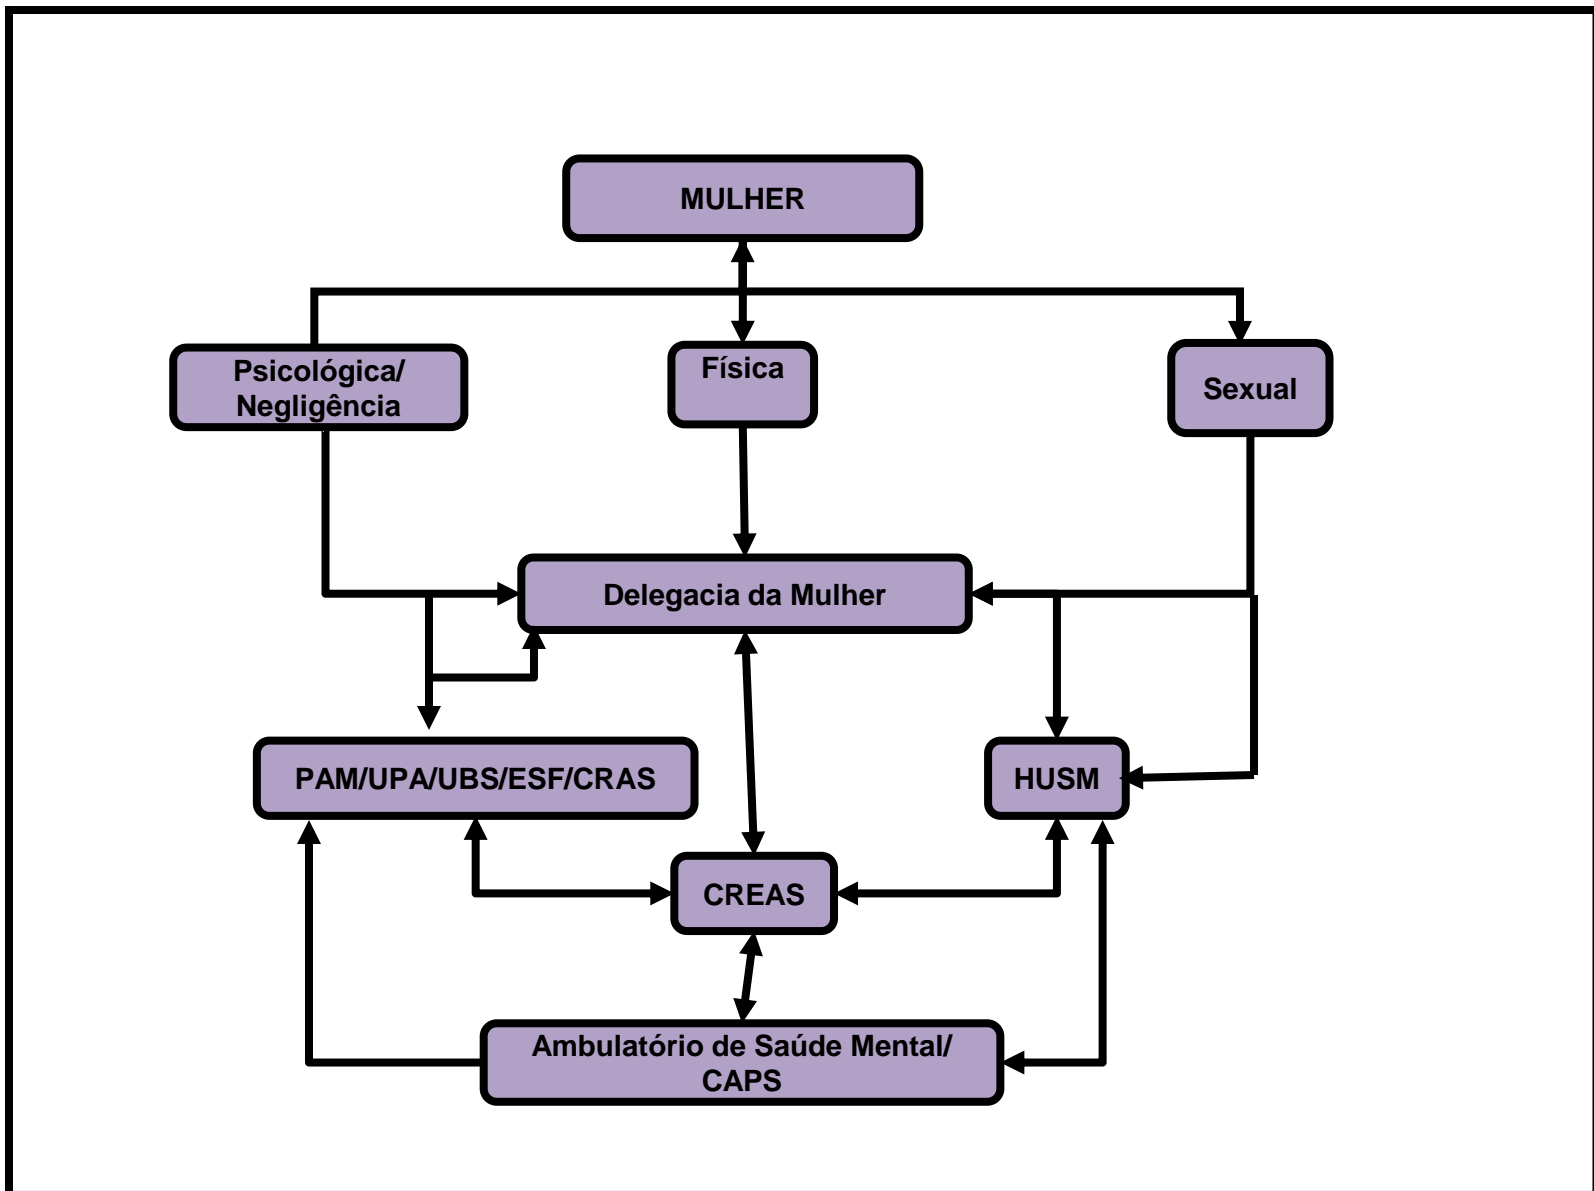 MULHER
Psicológica/
Negligência
Física
Sexual
Delegacia da Mulher
PAM/UPA/UBS/ESF/CRAS
HUSM
CREAS
Ambulatório de Saúde Mental/
CAPS